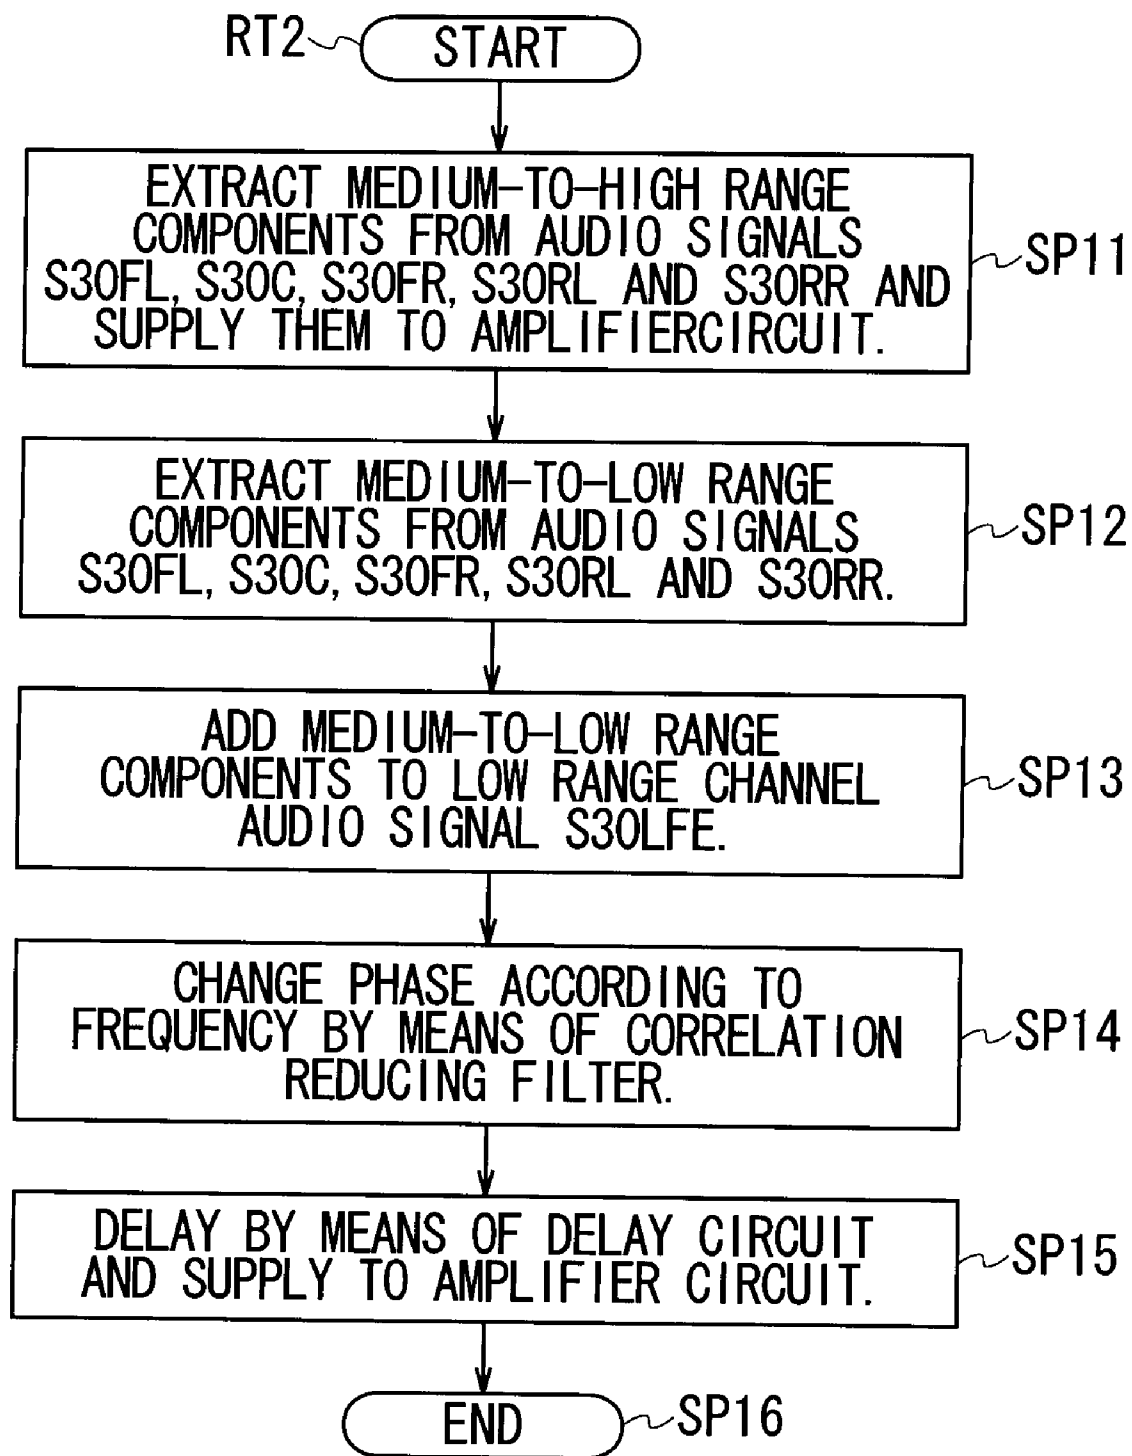 RT2 START
EXTRACT MEDIUM-TO-HIGH RANGE
COMPONENTS FROM AUDIO SIGNALS
S30FL, S30C, S30FR, S30RL AND S30RR AND
SUPPLY THEM TO AMPLIFIERCIRCUIT.
SP11
EXTRACT MEDIUM-TO-LOW RANGE
COMPONENTS FROM AUDIO SIGNALS
S30FL, S30C, S30FR, S30RL AND S30RR.
SP12
ADD MEDIUM-TO-LOW RANGE
COMPONENTS TO LOW RANGE CHANNEL
AUDIO SIGNAL S30LFE.
SP13
CHANGE PHASE ACCORDING TO
FREQUENCY BY MEANS OF CORRELATION
REDUCING FILTER.
SP14
DELAY BY MEANS OF DELAY CIRCUIT
AND SUPPLY TO AMPLIFIER CIRCUIT.
SP15
END SP16